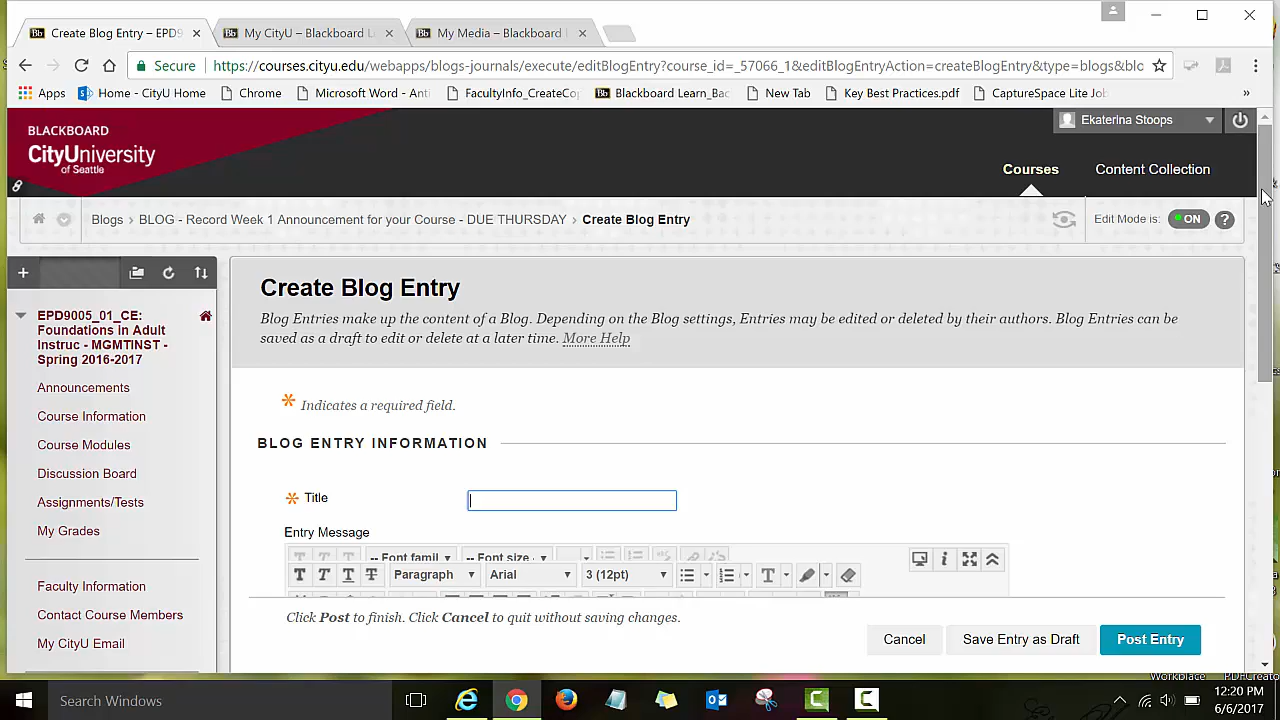 Create Blog Entry – EPD9
My CityU – Blackboard L
My Media – Blackboard
Secure https://courses.cityu.edu/webapps/blogs-journals/execute/editBlogEntry?course_id=_57066_1&editBlogEntryAction=createBlogEntry&type=blogs&blo
Apps Home - CityU Home Chrome Microsoft Word - Anti FacultyInfo_CreateCo Blackboard Learn_Ba New Tab Key Best Practices.pdf CaptureSpace Lite Job »
BLACKBOARD
CityUniversity
of Seattle
Ekaterina Stoops
Courses Content Collection
Blogs > BLOG - Record Week 1 Announcement for your Course - DUE THURSDAY > Create Blog Entry
Edit Mode is: ON ?
EPD9005_01_CE:
Foundations in Adult
Instruc - MGMTINST -
Spring 2016-2017
Announcements
Course Information
Course Modules
Discussion Board
Assignments/Tests
My Grades
Faculty Information
Contact Course Members
My CityU Email
Create Blog Entry
Blog Entries make up the content of a Blog. Depending on the Blog settings, Entries may be edited or deleted by their authors. Blog Entries can be
saved as a draft to edit or delete at a later time. More Help
* Indicates a required field.
BLOG ENTRY INFORMATION
* Title
Entry Message
T T T -- Font famil -- Font size
T T T T Paragraph Arial 3 (12pt) T
Click Post to finish. Click Cancel to quit without saving changes.
Cancel Save Entry as Draft Post Entry
Workplace PDFCreato
Search Windows
12:20 PM
6/6/2017